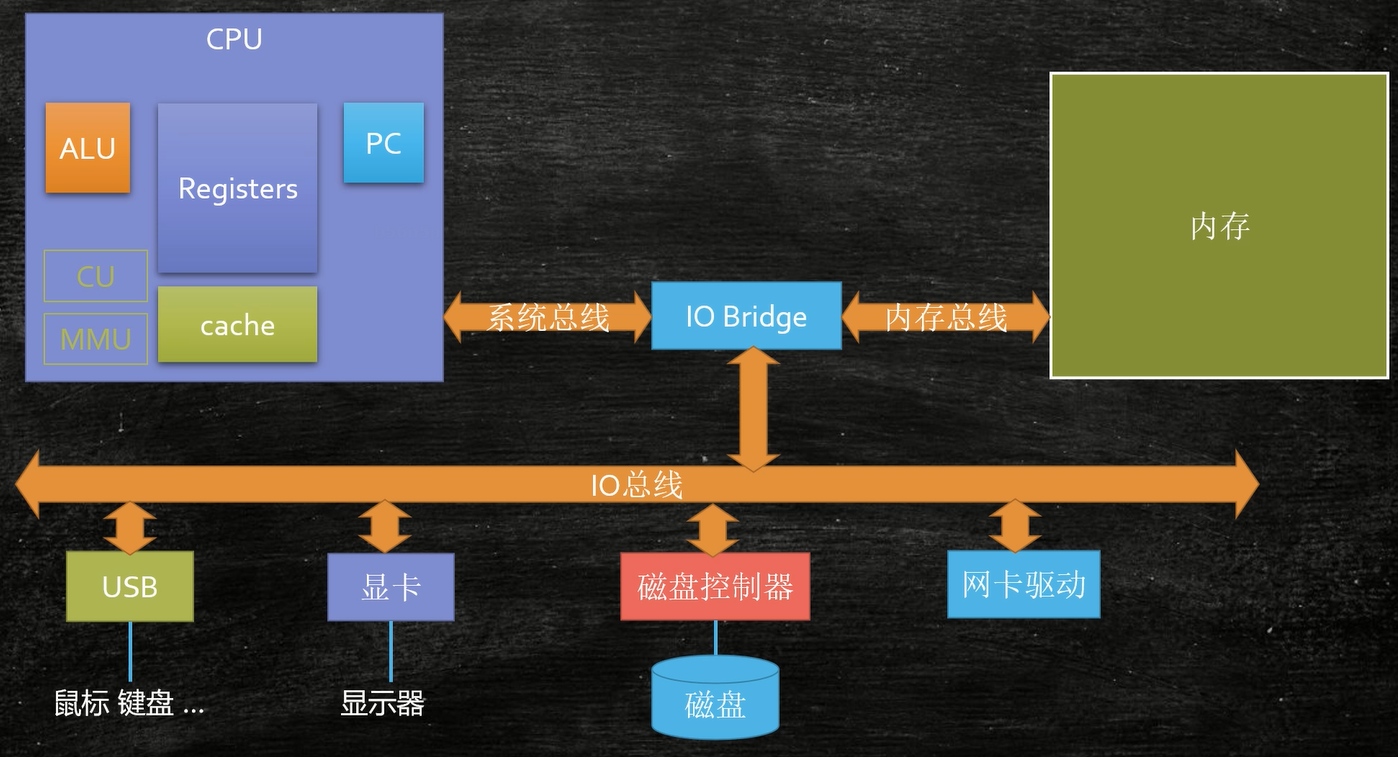 CPU
ALU
Registers
PC
CU
MMU
cache
系统总线
IO Bridge
内存总线
内存
IO总线
USB
显卡
磁盘控制器
网卡驱动
鼠标 键盘 ...
显示器
磁盘